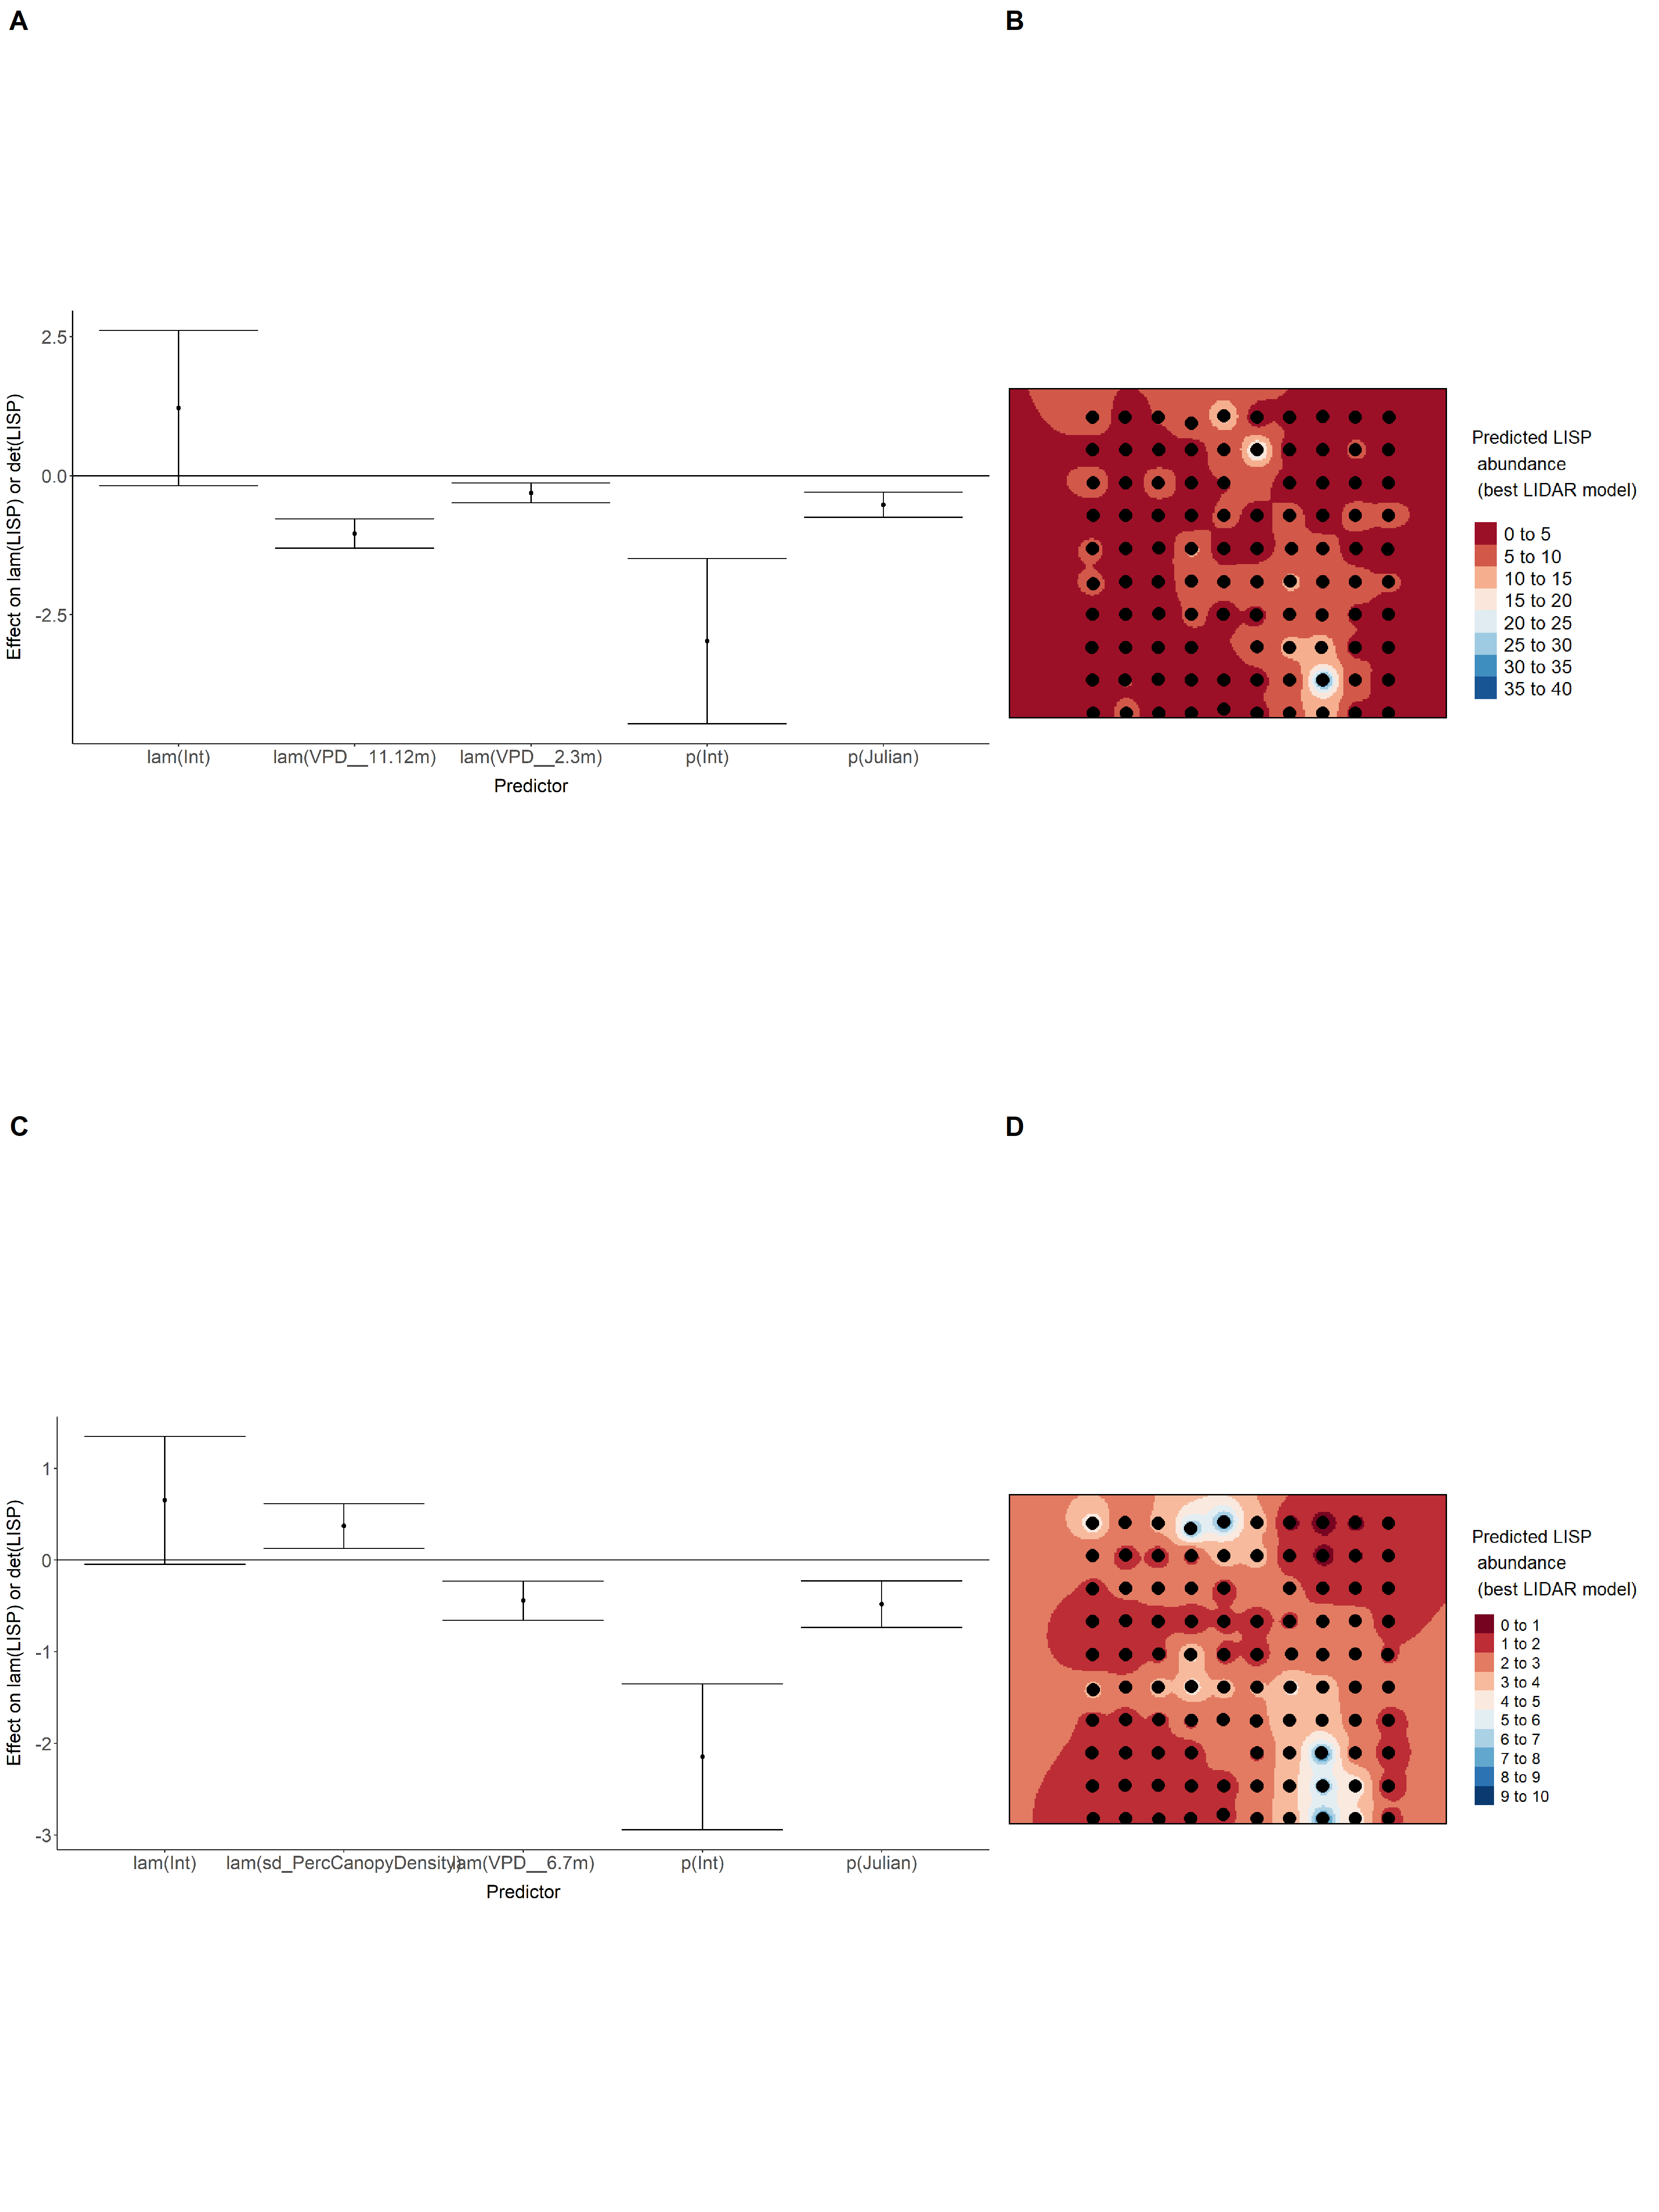 A
B
Effect on lam(LISP) or det(LISP)
2.5
0.0
-2.5
lam(Int)
lam(VPD__11.12m)
lam(VPD__2.3m)
p(Int)
p(Julian)
Predictor
Predicted LISP
abundance
(best LIDAR model)
0 to 5
5 to 10
10 to 15
15 to 20
20 to 25
25 to 30
30 to 35
35 to 40
C
D
Effect on lam(LISP) or det(LISP)
1
0
-1
-2
-3
lam(Int)
lam(sd_PercCanopyDensity)
lam(VPD__6.7m)
p(Int)
p(Julian)
Predictor
Predicted LISP
abundance
(best LIDAR model)
0 to 1
1 to 2
2 to 3
3 to 4
4 to 5
5 to 6
6 to 7
7 to 8
8 to 9
9 to 10